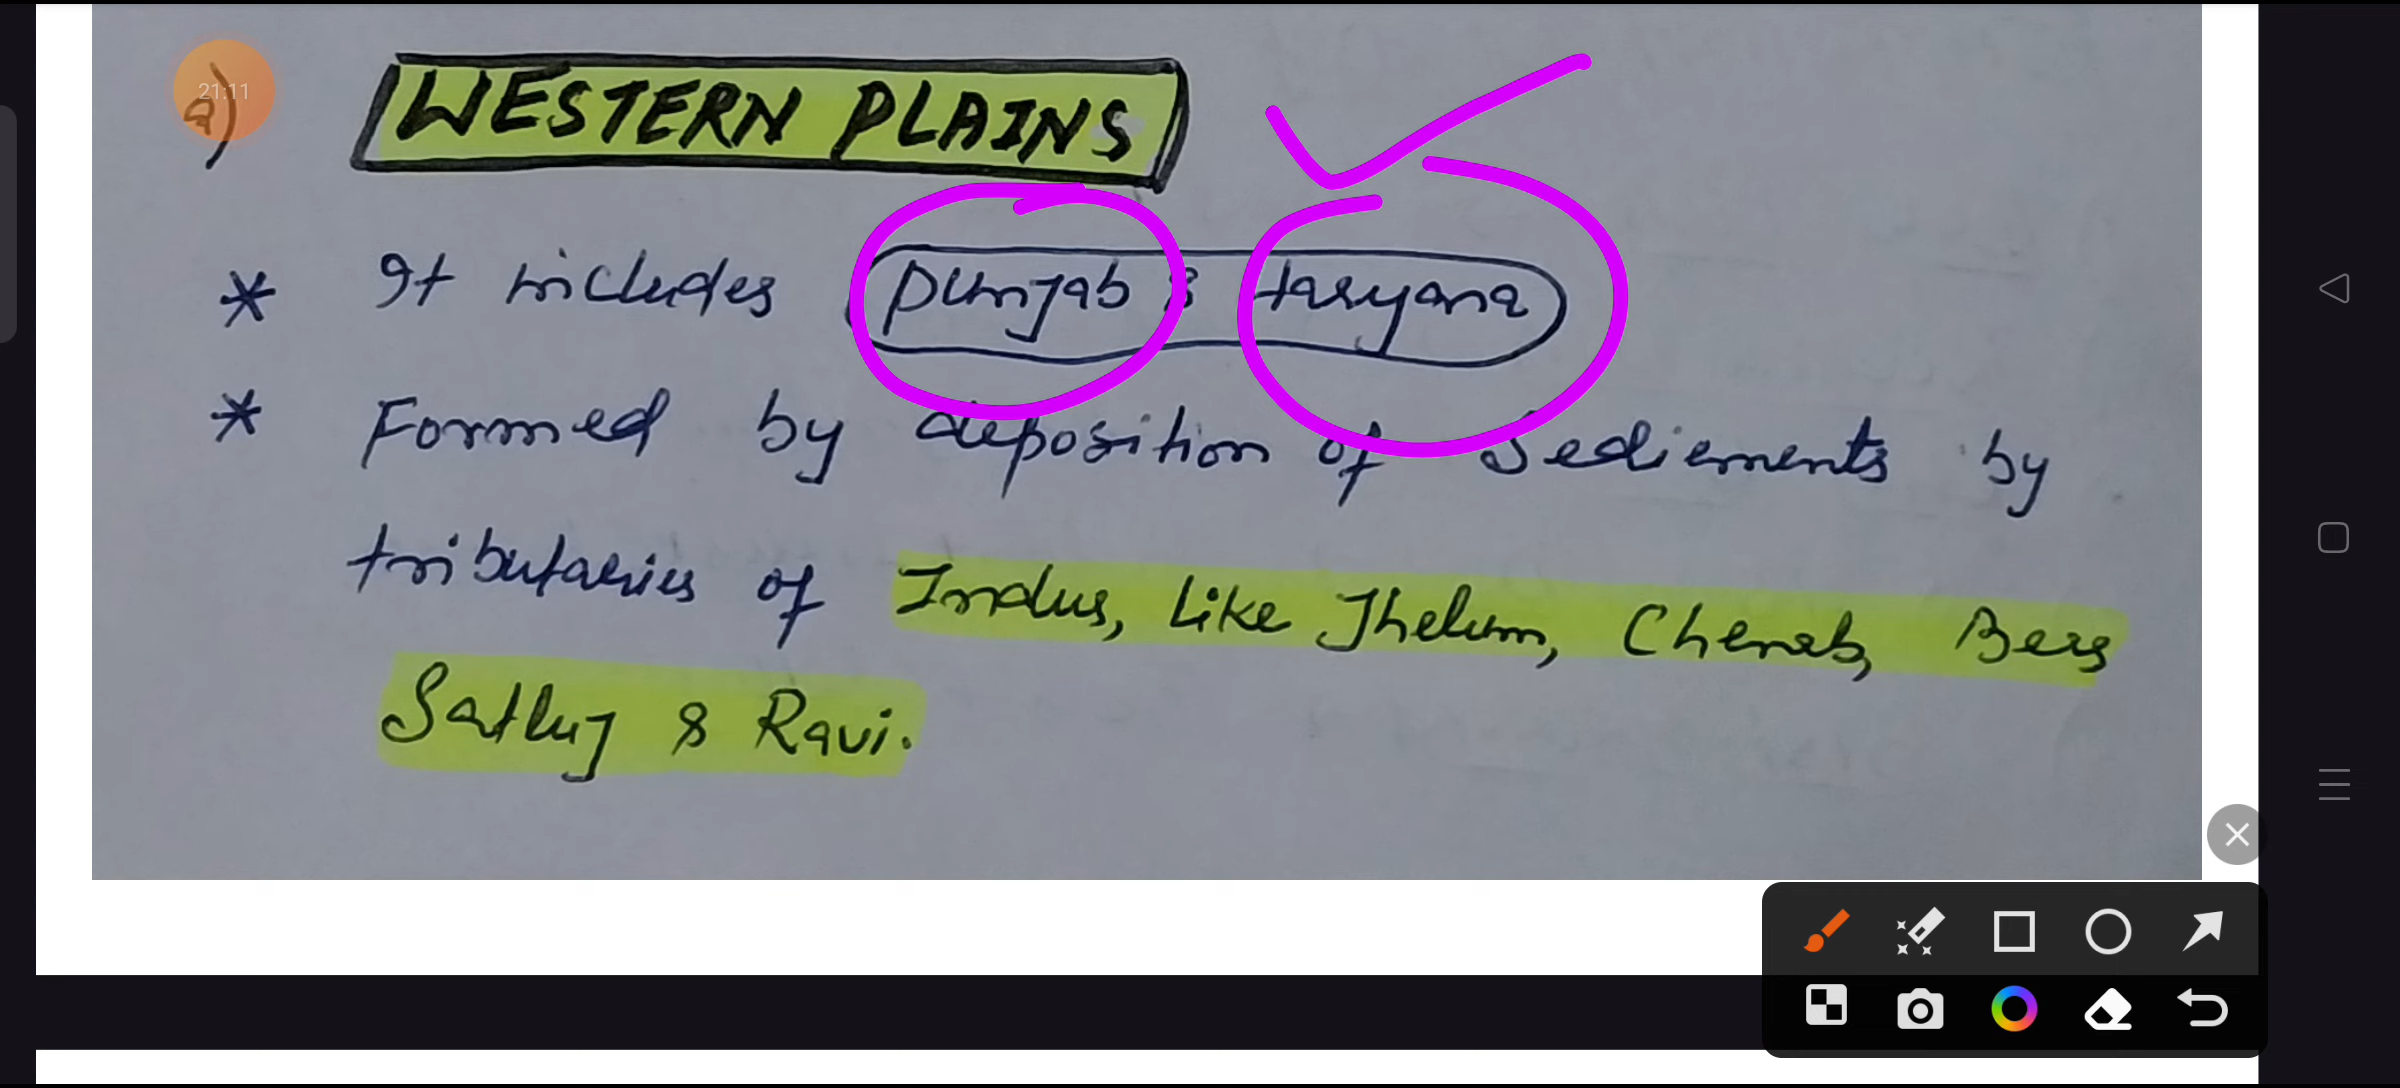 21:11
a)
WESTERN PLAINS
* It includes Punjab & Haryana
* Formed by deposition of Sediements by
tributaries of Indus, like Jhelum, Chenab, Beas
Satluj & Ravi.